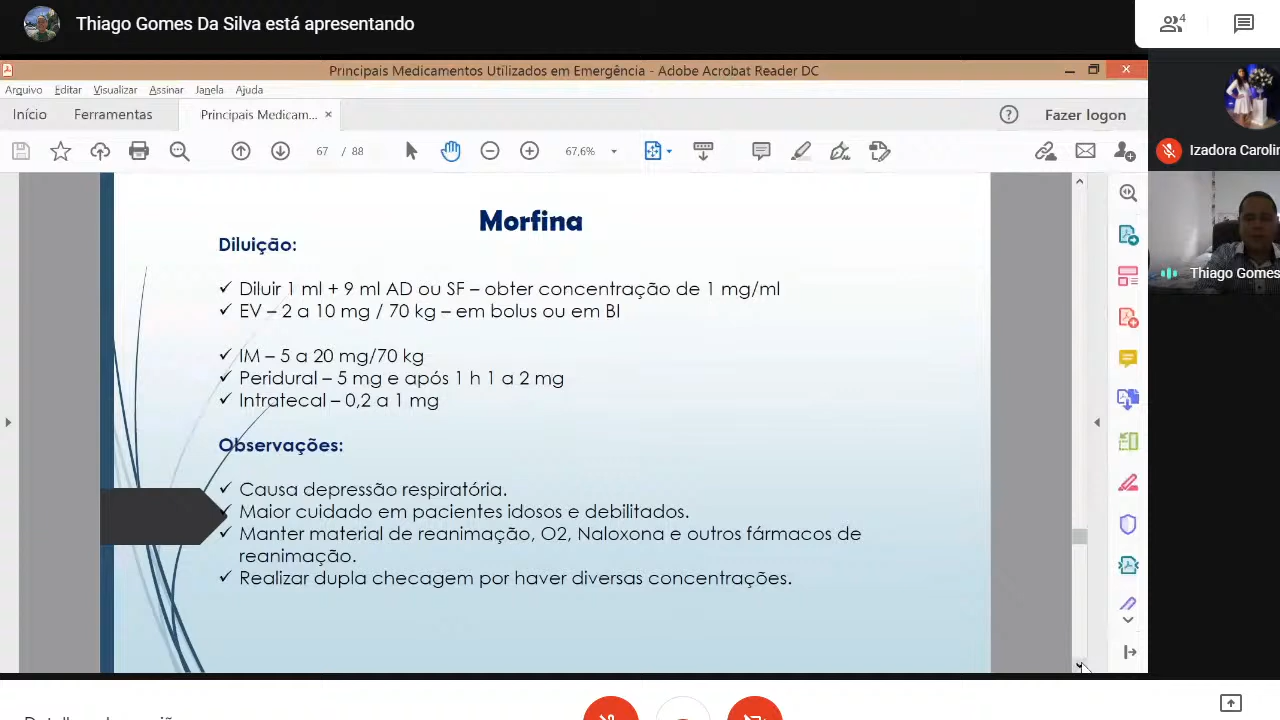 Thiago Gomes Da Silva está apresentando
4
Principais Medicamentos Utilizados em Emergência - Adobe Acrobat Reader DC
Arquivo Editar Visualizar Assinar Janela Ajuda
Início Ferramentas Principais Medicam... × Fazer logon
67 / 88 67,6%
Morfina
Diluição:
✓ Diluir 1 ml + 9 ml AD ou SF – obter concentração de 1 mg/ml
✓ EV – 2 a 10 mg / 70 kg – em bolus ou em BI
✓ IM – 5 a 20 mg/70 kg
✓ Peridural – 5 mg e após 1 h 1 a 2 mg
✓ Intratecal – 0,2 a 1 mg
Observações:
✓ Causa depressão respiratória.
✓ Maior cuidado em pacientes idosos e debilitados.
✓ Manter material de reanimação, O2, Naloxona e outros fármacos de
reanimação.
✓ Realizar dupla checagem por haver diversas concentrações.
Izadora Carolin
Thiago Gomes